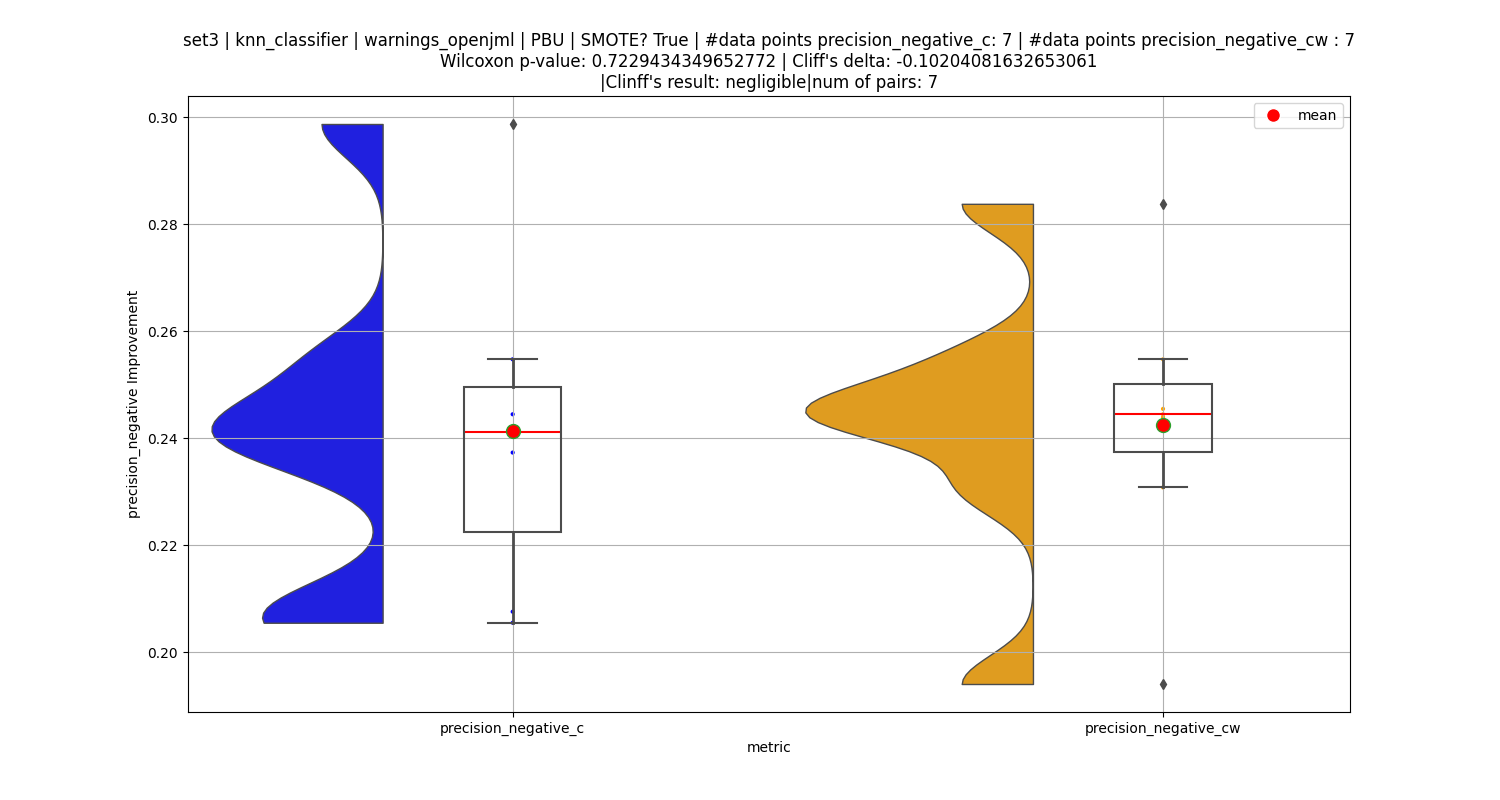 set3 | knn_classifier | warnings_openjml | PBU | SMOTE? True | #data points precision_negative_c: 7 | #data points precision_negative_cw : 7
Wilcoxon p-value: 0.7229434349652772 | Cliff's delta: -0.10204081632653061
|Clinff's result: negligible|num of pairs: 7
mean
0.30
0.28
0.26
0.24
0.22
0.20
precision_negative Improvement
precision_negative_c
precision_negative_cw
metric